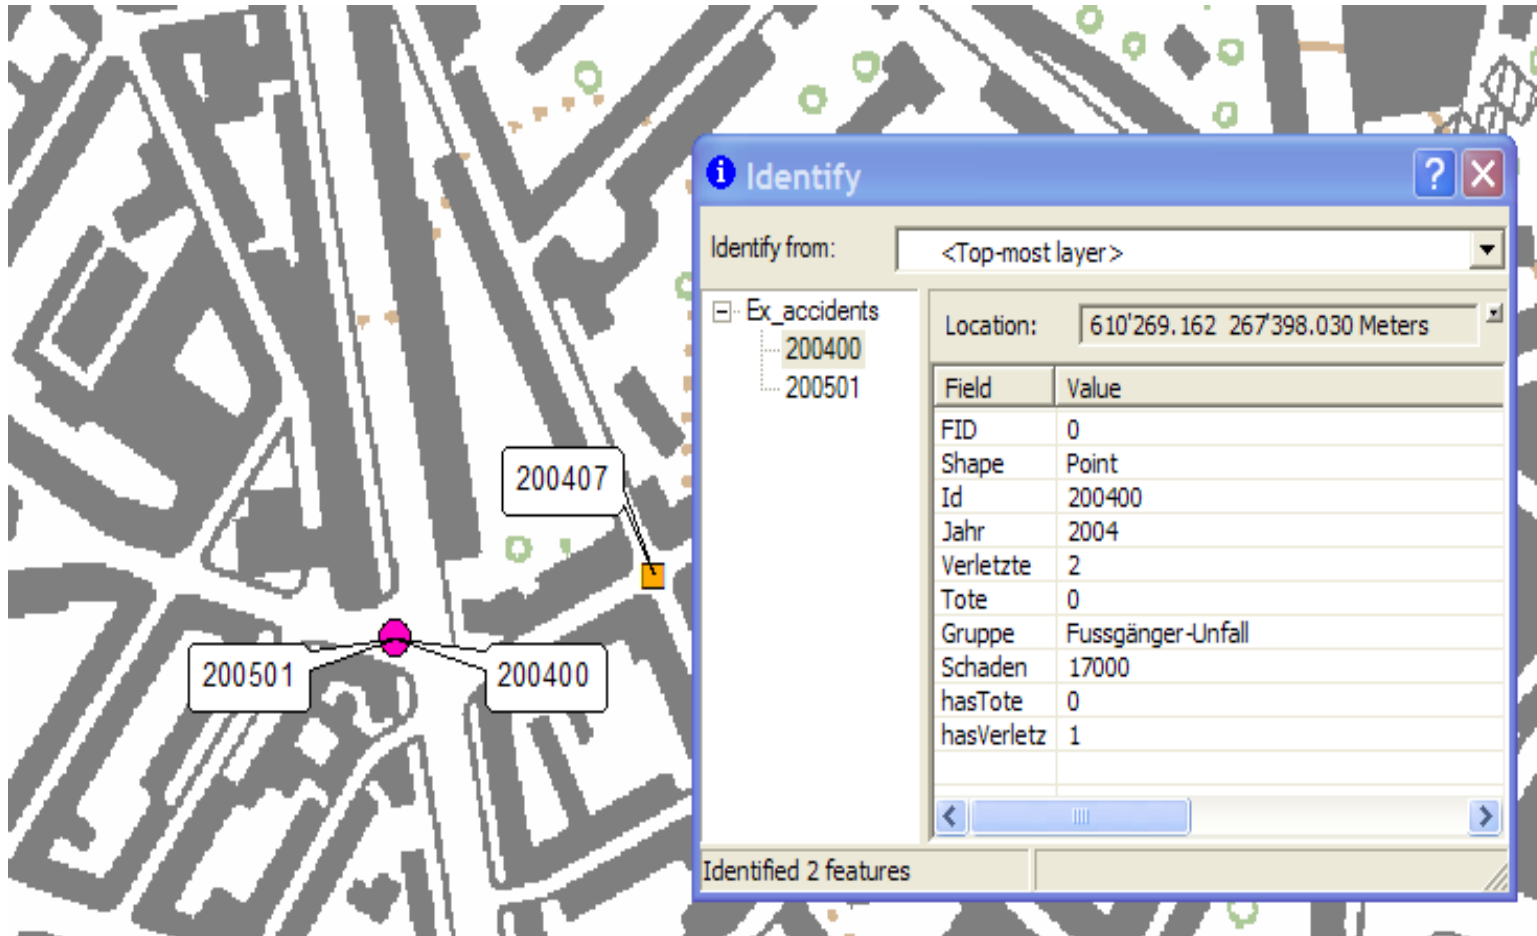 Identify
Identify from: <Top-most layer>
Ex_accidents
200400
200501
Location: 610'269.162 267'398.030 Meters
Field Value
FID 0
Shape Point
Id 200400
Jahr 2004
Verletzte 2
Tote 0
Gruppe Fussgänger-Unfall
Schaden 17000
hasTote 0
hasVerletz 1
Identified 2 features
200407
200501
200400